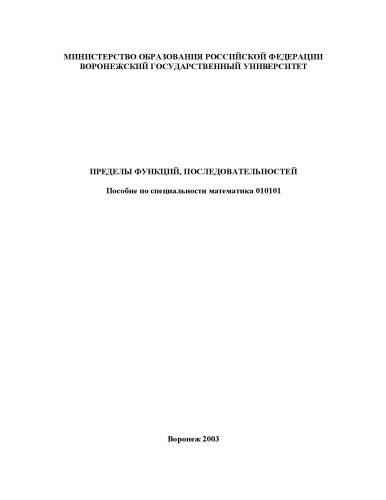 МИНИСТЕРСТВО ОБРАЗОВАНИЯ РОССИЙСКОЙ ФЕДЕРАЦИИ
ВОРОНЕЖСКИЙ ГОСУДАРСТВЕННЫЙ УНИВЕРСИТЕТ
ПРЕДЕЛЫ ФУНКЦИЙ, ПОСЛЕДОВАТЕЛЬНОСТЕЙ
Пособие по специальности математика 010101
Воронеж 2003